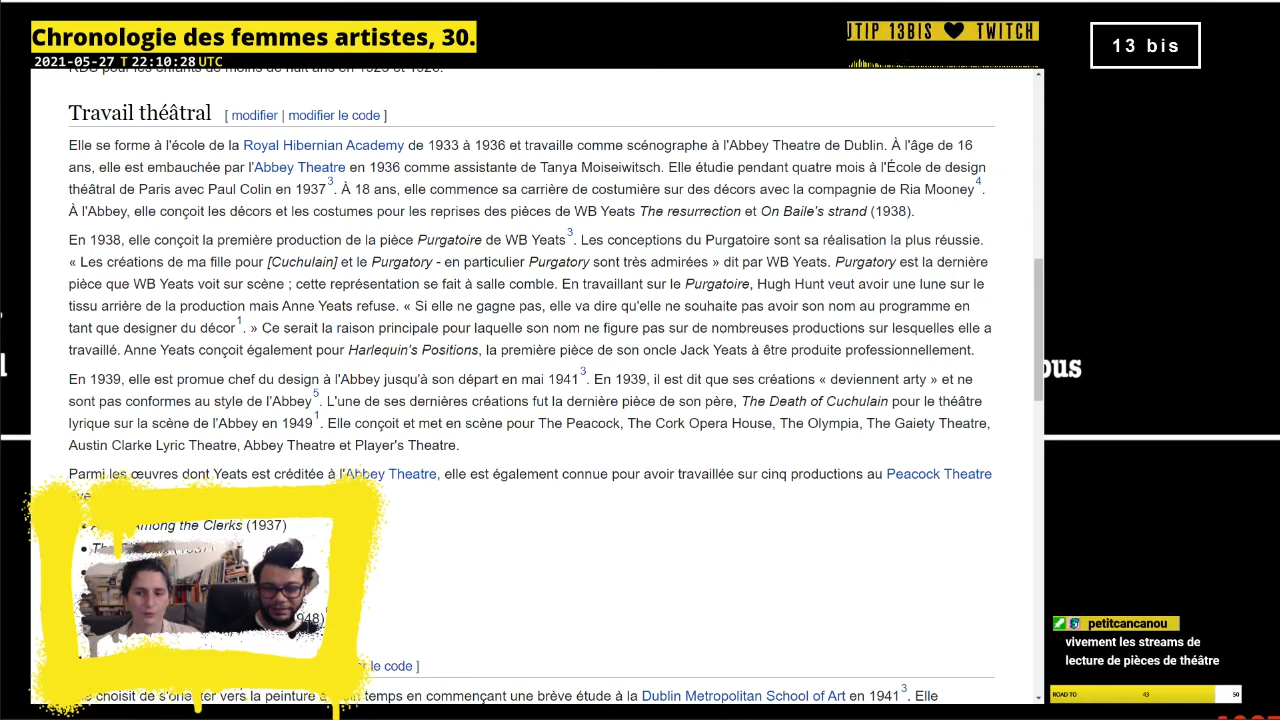 Chronologie des femmes artistes, 30.
2021-05-27 T 22:10:28 UTC
UTIP 13BIS TWITCH
13 bis
Travail théâtral [ modifier | modifier le code ]
Elle se forme à l'école de la Royal Hibernian Academy de 1933 à 1936 et travaille comme scénographe à l'Abbey Theatre de Dublin. À l'âge de 16
ans, elle est embauchée par l'Abbey Theatre en 1936 comme assistante de Tanya Moiseiwitsch. Elle étudie pendant quatre mois à l'École de design
théâtral de Paris avec Paul Colin en 1937 3. À 18 ans, elle commence sa carrière de costumière sur des décors avec la compagnie de Ria Mooney 4.
À l'Abbey, elle conçoit les décors et les costumes pour les reprises des pièces de WB Yeats The resurrection et On Baile's strand (1938).
En 1938, elle conçoit la première production de la pièce Purgatoire de WB Yeats 3. Les conceptions du Purgatoire sont sa réalisation la plus réussie.
« Les créations de ma fille pour [Cuchulain] et le Purgatory - en particulier Purgatory sont très admirées » dit par WB Yeats. Purgatory est la dernière
pièce que WB Yeats voit sur scène ; cette représentation se fait à salle comble. En travaillant sur le Purgatoire, Hugh Hunt veut avoir une lune sur le
tissu arrière de la production mais Anne Yeats refuse. « Si elle ne gagne pas, elle va dire qu'elle ne souhaite pas avoir son nom au programme en
tant que designer du décor 1. » Ce serait la raison principale pour laquelle son nom ne figure pas sur de nombreuses productions sur lesquelles elle a
travaillé. Anne Yeats conçoit également pour Harlequin's Positions, la première pièce de son oncle Jack Yeats à être produite professionnellement.
En 1939, elle est promue chef du design à l'Abbey jusqu'à son départ en mai 1941 3. En 1939, il est dit que ses créations « deviennent arty » et ne
sont pas conformes au style de l'Abbey 5. L'une de ses dernières créations fut la dernière pièce de son père, The Death of Cuchulain pour le théâtre
lyrique sur la scène de l'Abbey en 1949 1. Elle conçoit et met en scène pour The Peacock, The Cork Opera House, The Olympia, The Gaiety Theatre,
Austin Clarke Lyric Theatre, Abbey Theatre et Player's Theatre.
Parmi les œuvres dont Yeats est créditée à l'Abbey Theatre, elle est également connue pour avoir travaillée sur cinq productions au Peacock Theatre
Among the Clerks (1937)
948)
le code ]
choisit de s'orienter vers la peinture à plein temps en commençant une brève étude à la Dublin Metropolitan School of Art en 1941 3. Elle
ous
petitcancanou
vivement les streams de
lecture de pièces de théâtre
ROAD TO 43 50